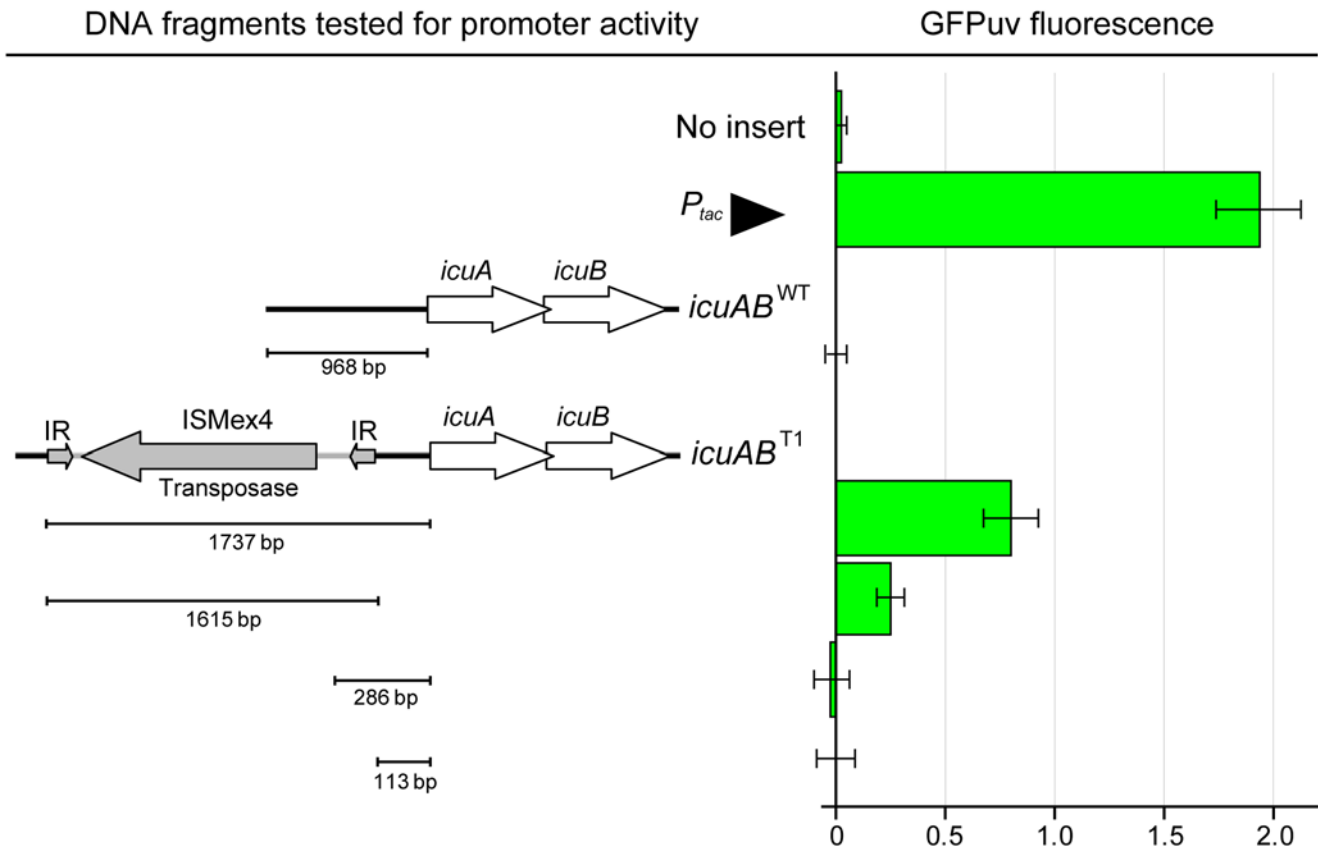 DNA fragments tested for promoter activity GFPuv fluorescence
No insert
Ptac
icuA icuB
icuABWT
968 bp
IR ISMex4 IR icuA icuB
icuABT1
Transposase
1737 bp
1615 bp
286 bp
113 bp
0 0.5 1.0 1.5 2.0